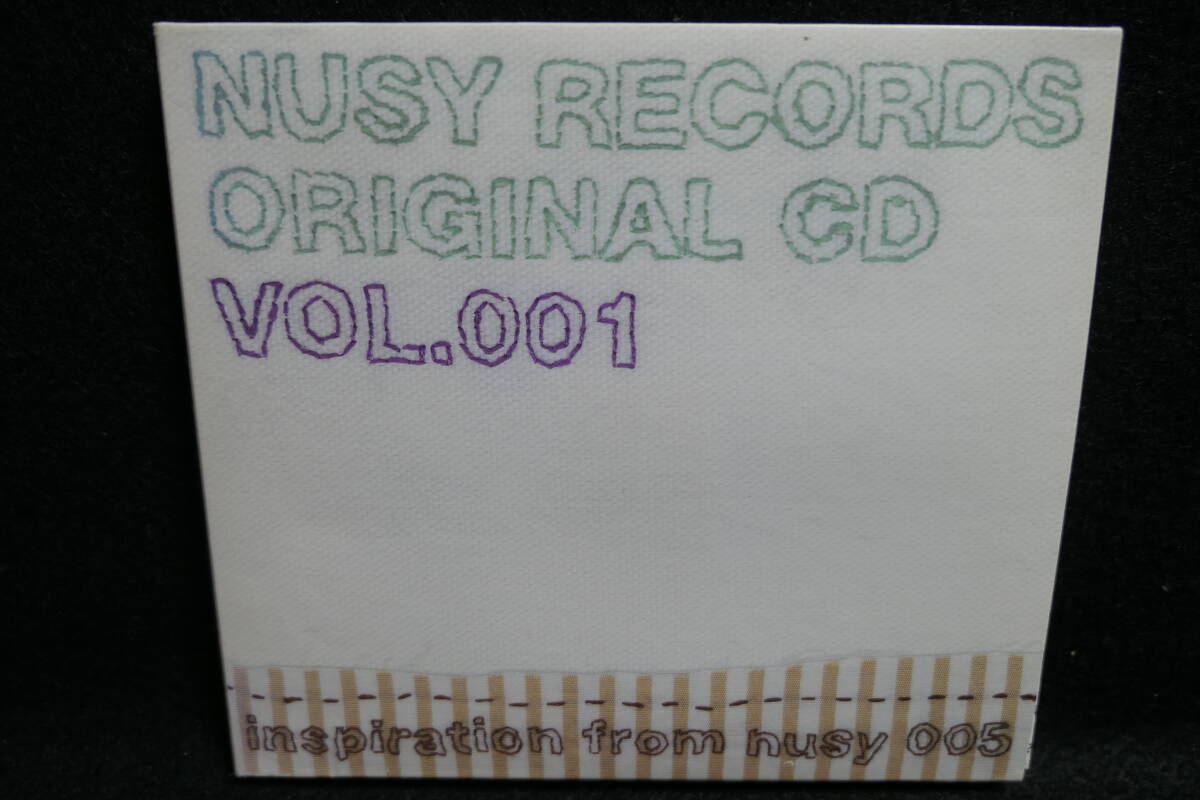 NUSY RECORDS
ORIGINAL CD
VOL.001
inspiration from nusy 005